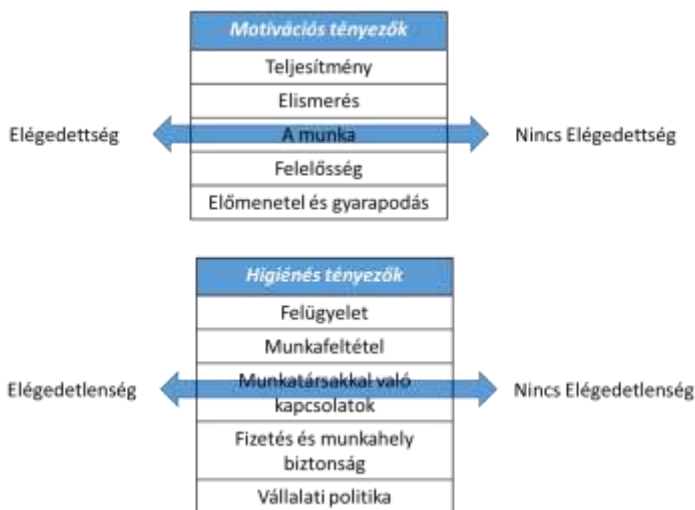 Motivációs tényezők
Teljesítmény
Elismerés
Elégedettség
A munka
Nincs Elégedettség
Felelősség
Előmenetel és gyarapodás
Higiénés tényezők
Felügyelet
Munkafeltétel
Elégedetlenség
Munkatársakkal való
kapcsolatok
Nincs Elégedetlenség
Fizetés és munkahely
biztonság
Vállalati politika